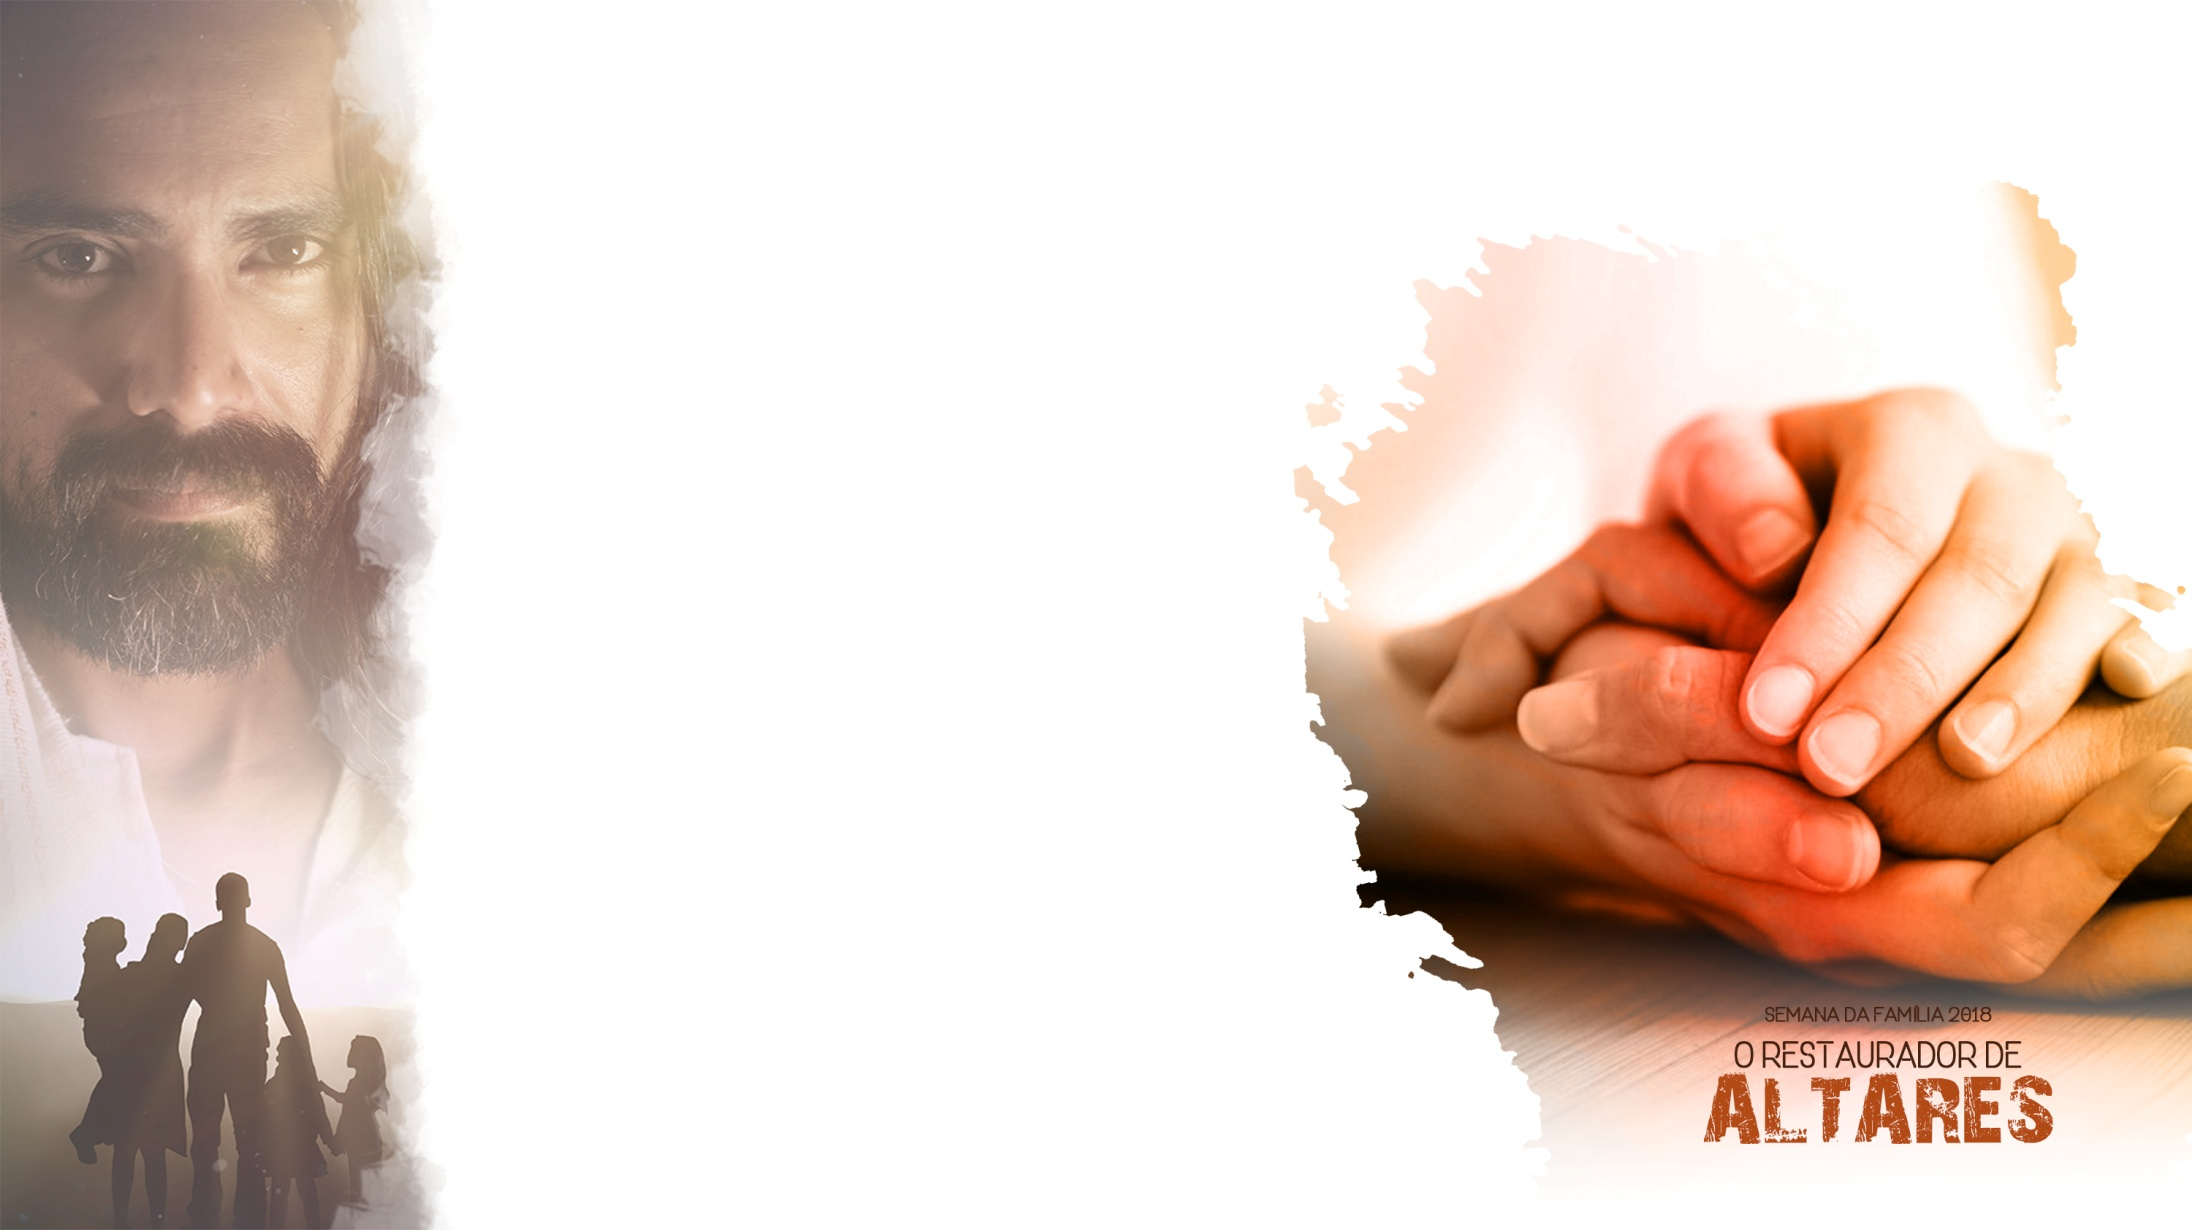 SEMANA DA FAMÍLIA 2018
O RESTAURADOR DE
ALTARES